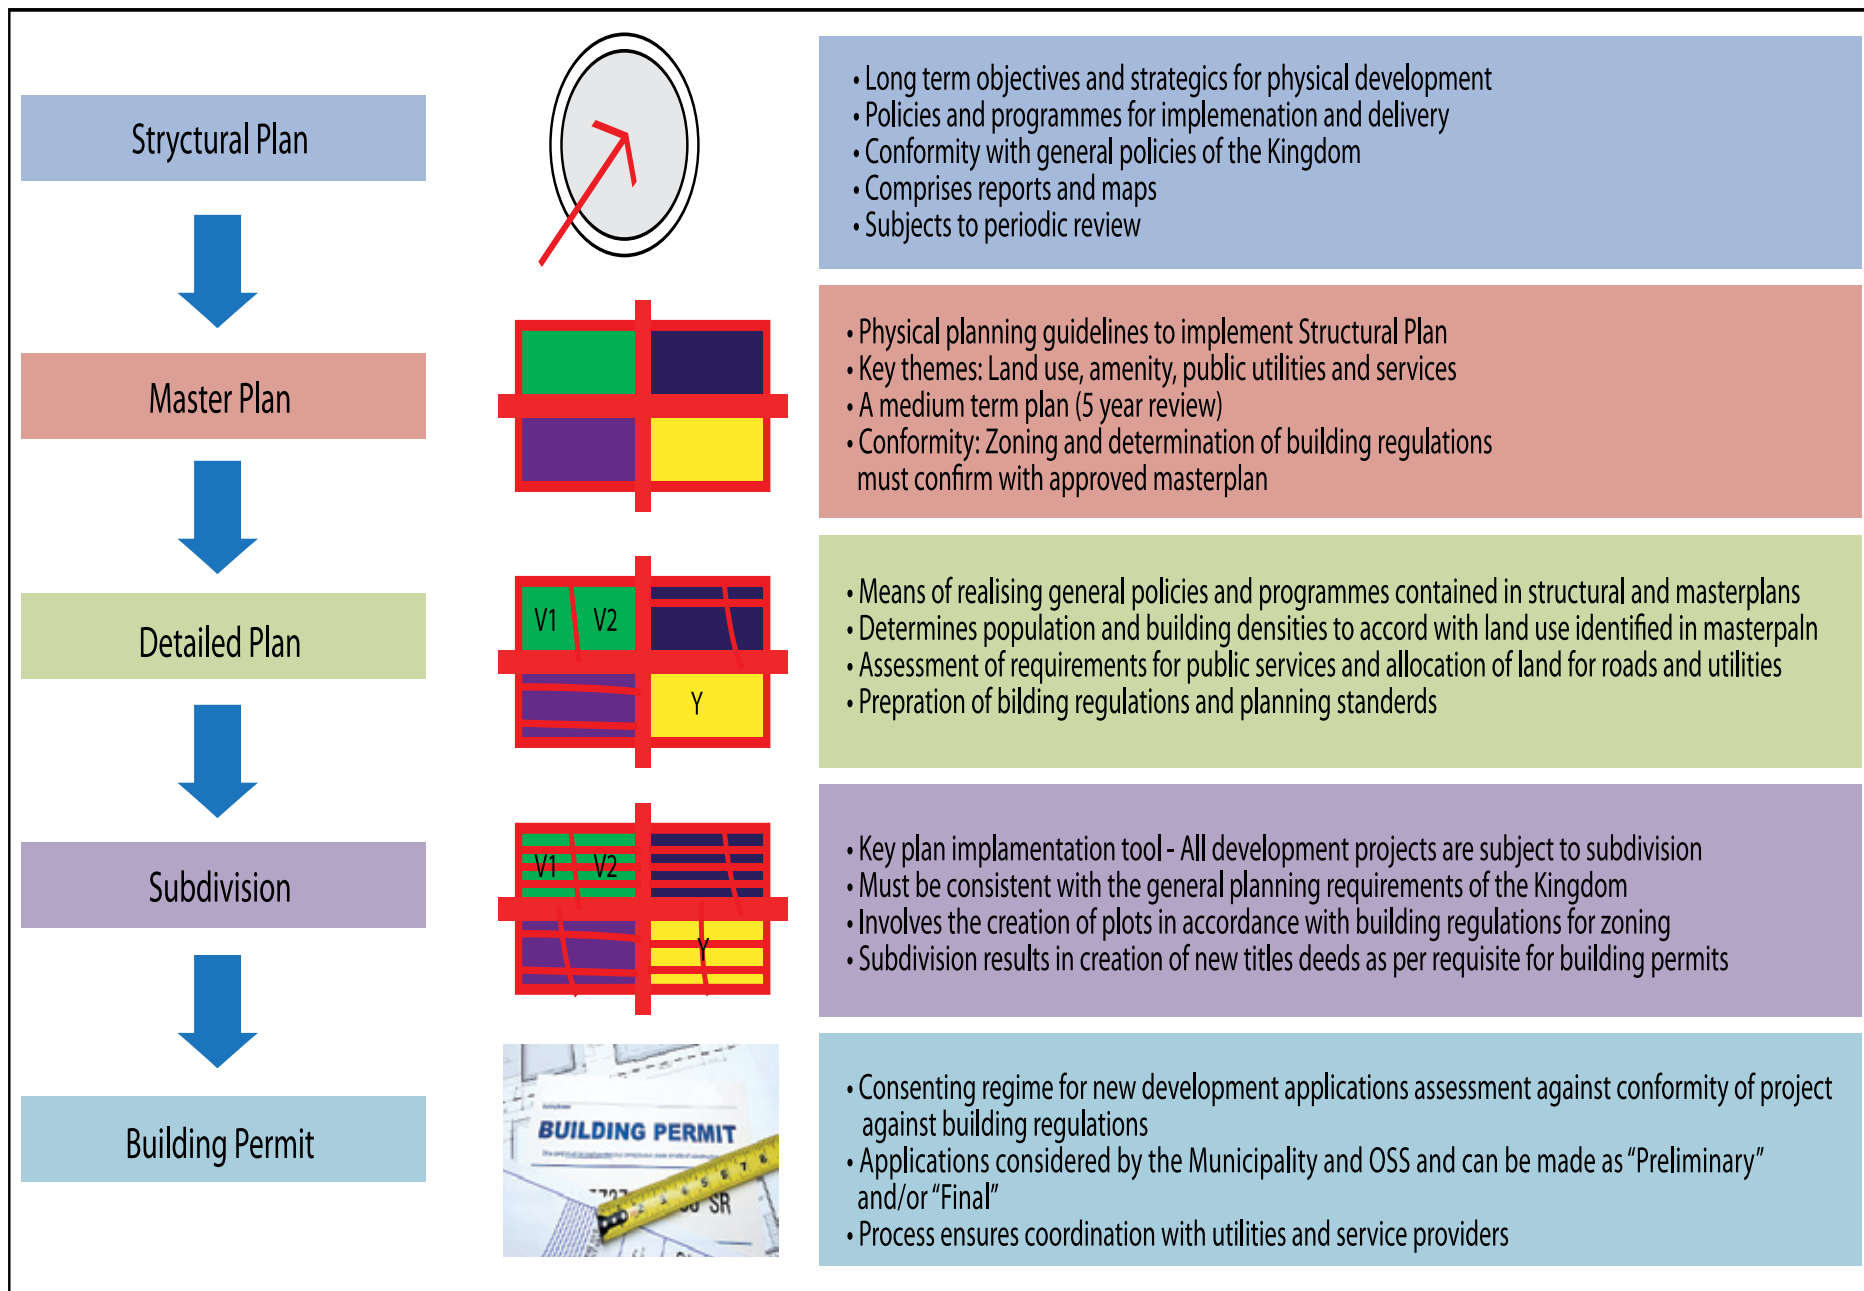 Stryctural Plan
• Long term objectives and strategics for physical development
• Policies and programmes for implemenation and delivery
• Conformity with general policies of the Kingdom
• Comprises reports and maps
• Subjects to periodic review
Master Plan
• Physical planning guidelines to implement Structural Plan
• Key themes: Land use, amenity, public utilities and services
• A medium term plan (5 year review)
• Conformity: Zoning and determination of building regulations
must confirm with approved masterplan
Detailed Plan
V1 V2
Y
• Means of realising general policies and programmes contained in structural and masterplans
• Determines population and building densities to accord with land use identified in masterpaln
• Assessment of requirements for public services and allocation of land for roads and utilities
• Prepration of bilding regulations and planning standerds
Subdivision
V1 V2
Y
• Key plan implamentation tool - All development projects are subject to subdivision
• Must be consistent with the general planning requirements of the Kingdom
• Involves the creation of plots in accordance with building regulations for zoning
• Subdivision results in creation of new titles deeds as per requisite for building permits
Building Permit
BUILDING PERMIT
SR
• Consenting regime for new development applications assessment against conformity of project
against building regulations
• Applications considered by the Municipality and OSS and can be made as “Preliminary”
and/or “Final”
• Process ensures coordination with utilities and service providers